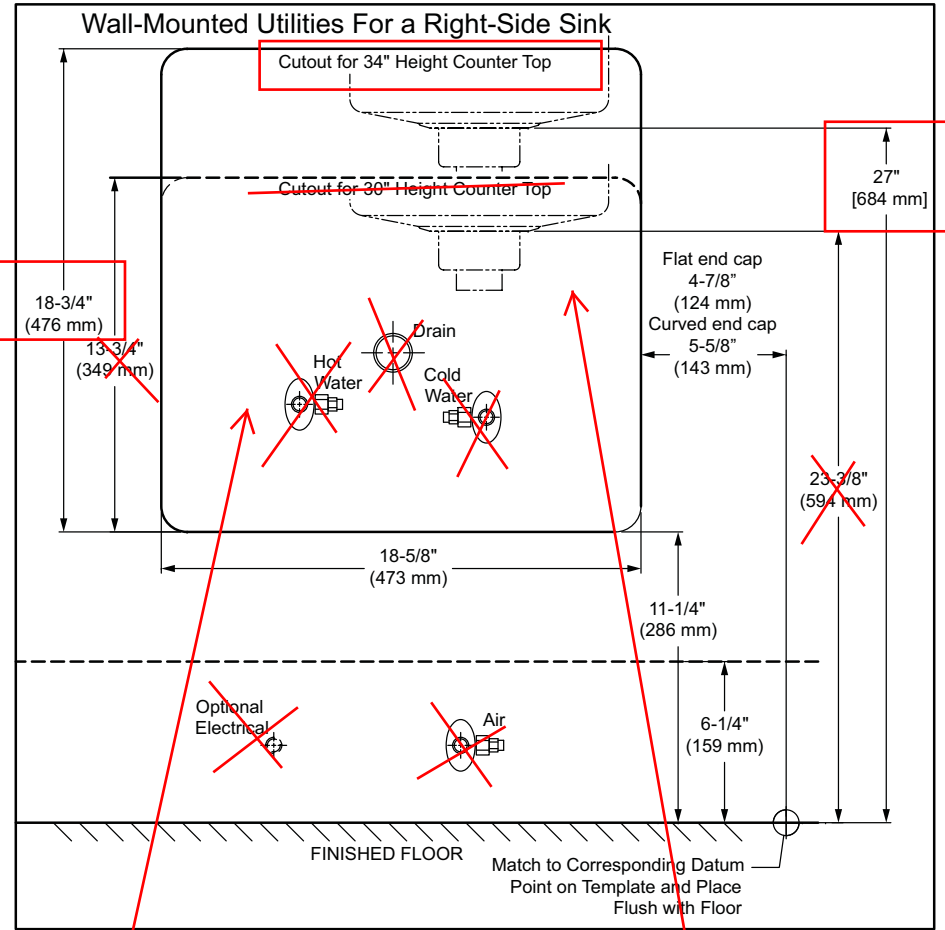 Wall-Mounted Utilities For a Right-Side Sink
Cutout for 34" Height Counter Top
27"
[684 mm]
Cutout for 30" Height Counter Top
Flat end cap
4-7/8”
(124 mm)
Curved end cap
5-5/8”
(143 mm)
18-3/4"
(476 mm)
13-3/4"
(349 mm)
Drain
Hot
Water
Cold
Water
23-3/8"
(594 mm)
18-5/8"
(473 mm)
11-1/4"
(286 mm)
Optional
Electrical
Air
6-1/4"
(159 mm)
FINISHED FLOOR
Match to Corresponding Datum
Point on Template and Place
Flush with Floor